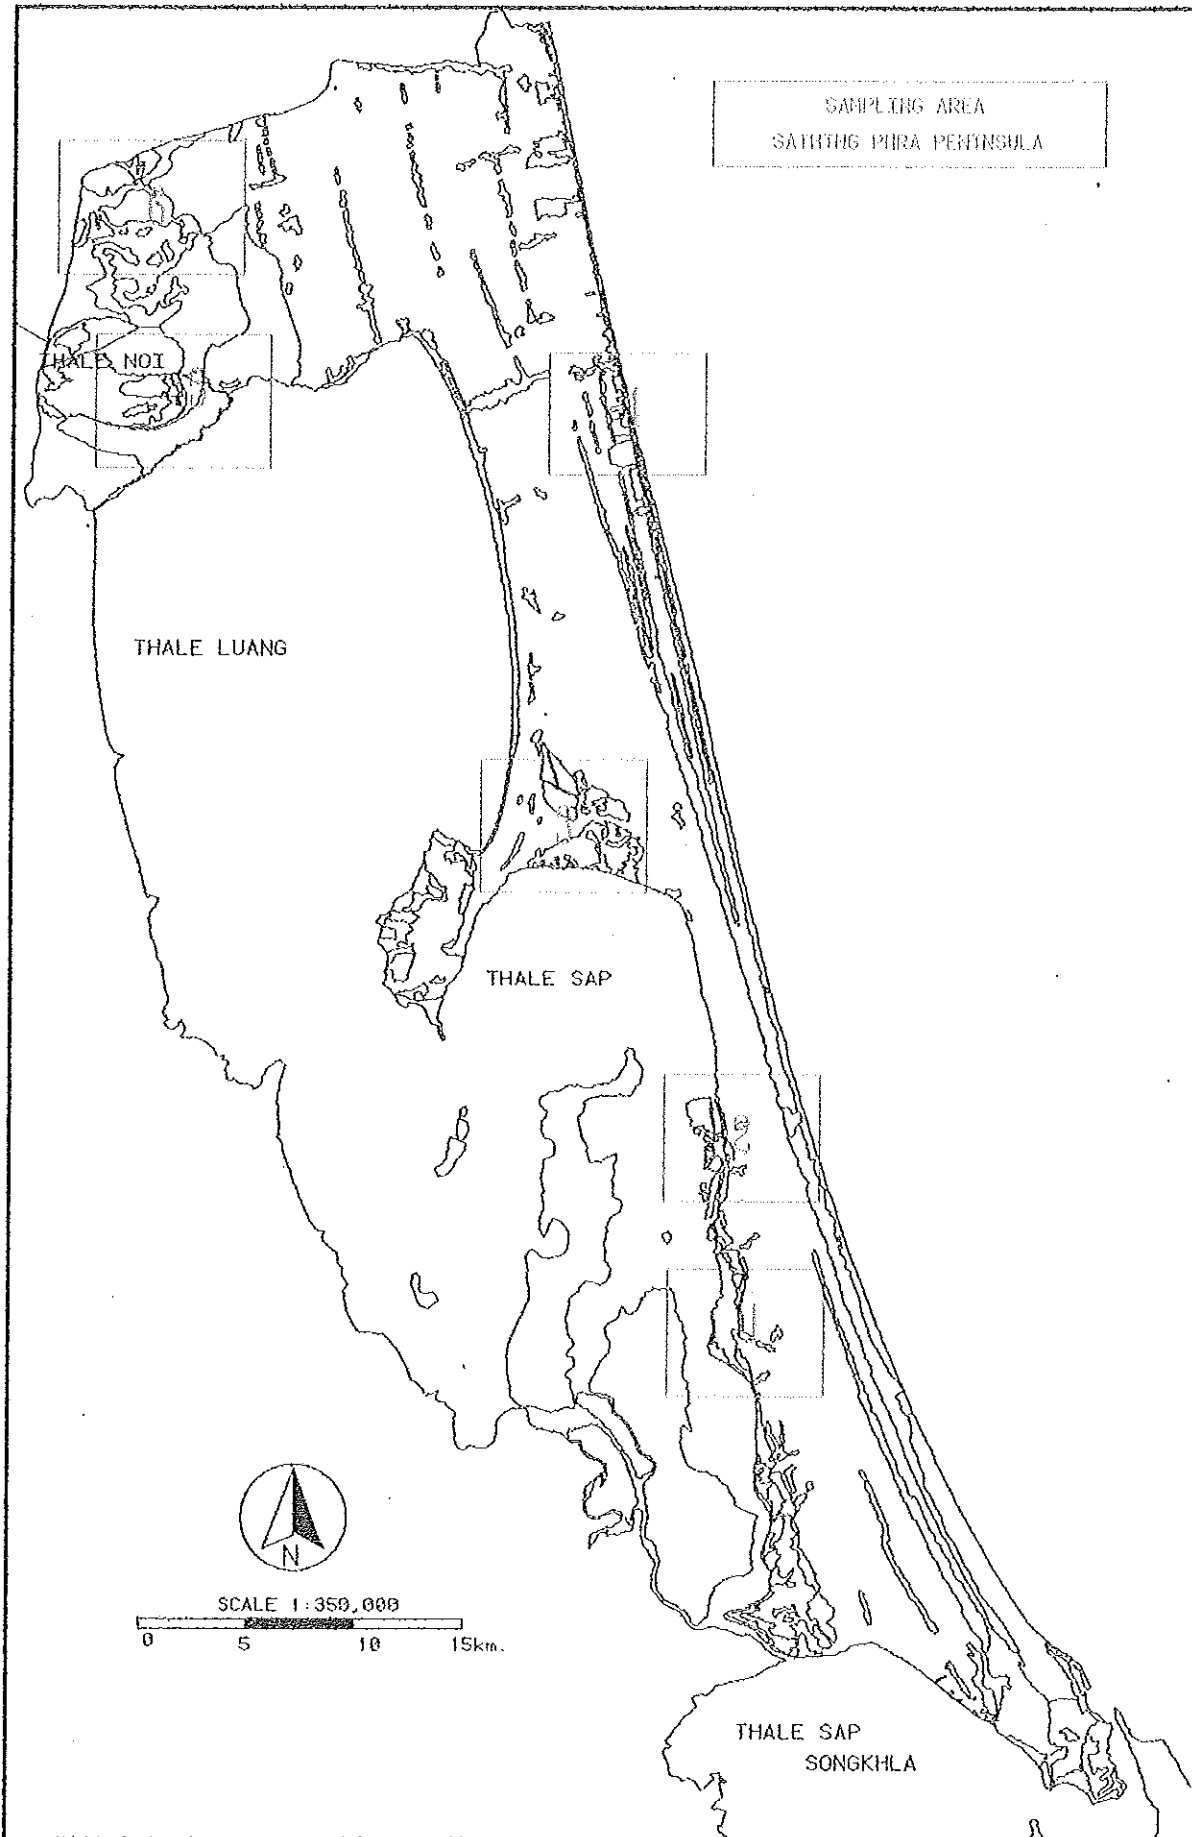 SAMPLING AREA
SATHING PHRA PENINSULA
THALE NOI
THALE LUANG
THALE SAP
N
SCALE 1:350,000
0 5 10 15km.
THALE SAP
SONGKHLA